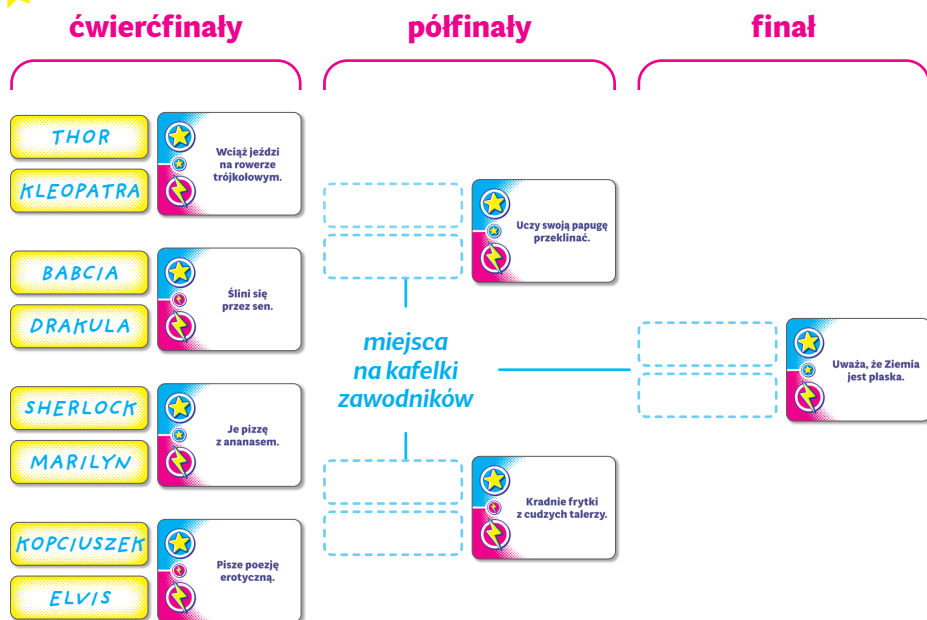 ćwierćfinały
półfinały
finał
THOR
KLEOPATRA
Wciąż jeździ
na rowerze
trójkołowym.
BABCIA
DRAKULA
Ślini się
przez sen.
SHERLOCK
MARILYN
Je pizzę
z ananasem.
KOPCIUSZEK
ELVIS
Pisze poezję
erotyczną.
Uczy swoją papugę
przeklinać.
miejsca
na kafelki
zawodników
Kradnie frytki
z cudzych talerzy.
Uważa, że Ziemia
jest płaska.